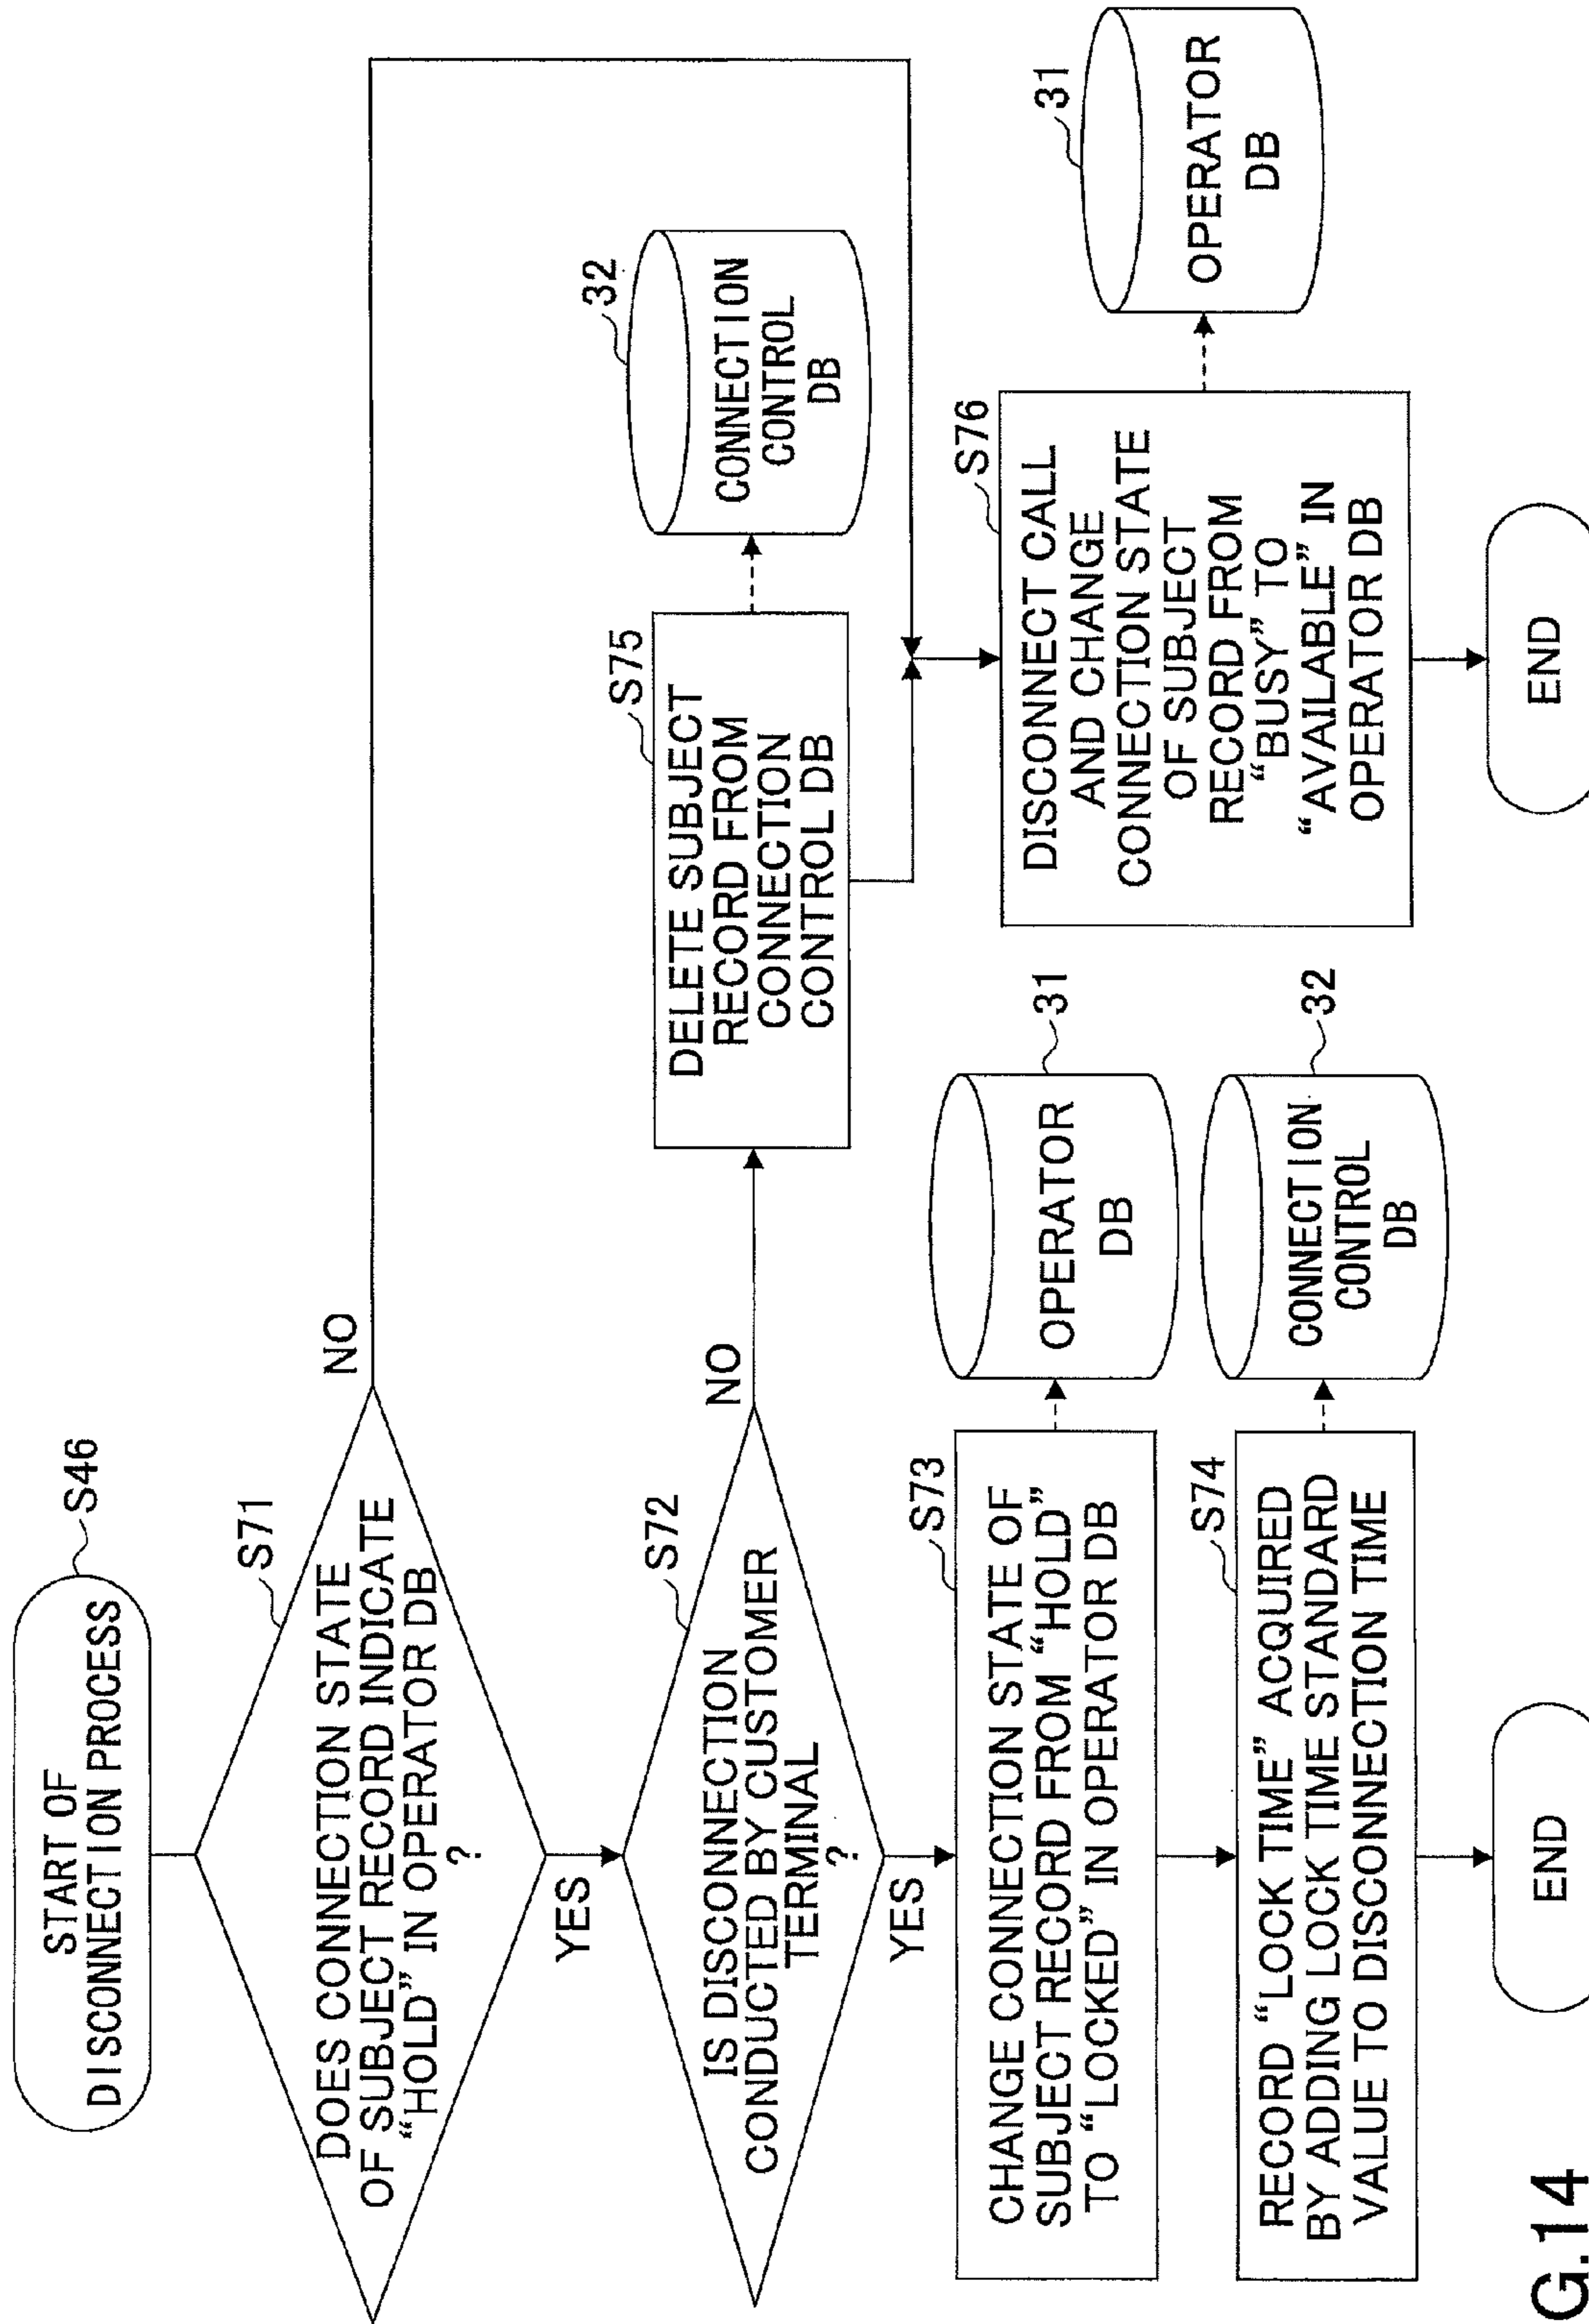 START OF
DISCONNECTION PROCESS
S46
DOES CONNECTION STATE
OF SUBJECT RECORD INDICATE
“HOLD” IN OPERATOR DB
?
S71
NO
YES
IS DISCONNECTION
CONDUCTED BY CUSTOMER
TERMINAL
?
S72
NO
YES
DELETE SUBJECT
RECORD FROM
CONNECTION
CONTROL DB
S75
CONNECTION
CONTROL
DB
32
CHANGE CONNECTION STATE OF
SUBJECT RECORD FROM “HOLD”
TO “LOCKED” IN OPERATOR DB
S73
OPERATOR
DB
31
RECORD “LOCK TIME” ACQUIRED
BY ADDING LOCK TIME STANDARD
VALUE TO DISCONNECTION TIME
S74
CONNECTION
CONTROL
DB
32
DISCONNECT CALL
AND CHANGE
CONNECTION STATE
OF SUBJECT
RECORD FROM
“BUSY” TO
“AVAILABLE” IN
OPERATOR DB
S76
OPERATOR
DB
31
END
END
G.14